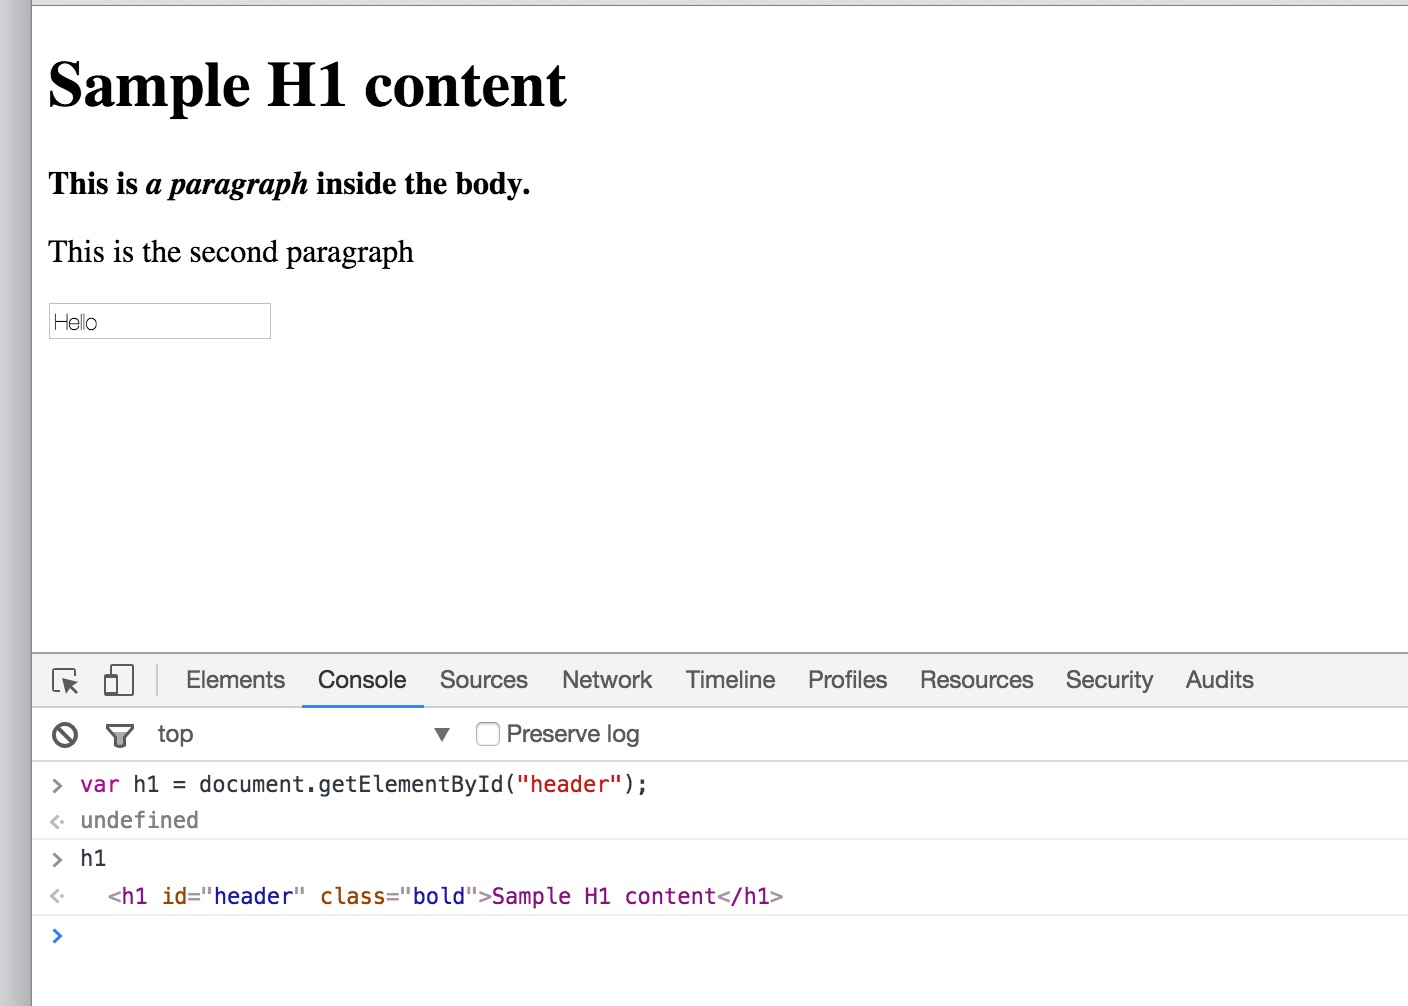 Sample H1 content
This is a paragraph inside the body.
This is the second paragraph
Hello
Elements Console Sources Network Timeline Profiles Resources Security Audits
top Preserve log
var h1 = document.getElementById("header");
undefined
h1
<h1 id="header" class="bold">Sample H1 content</h1>